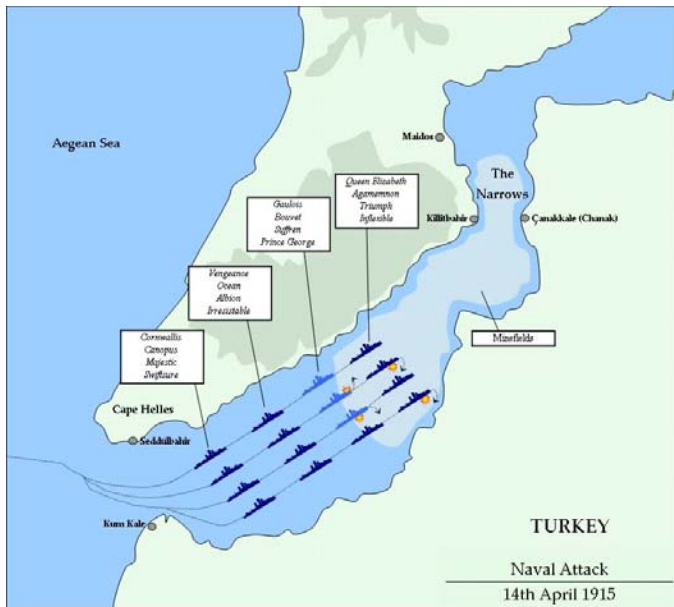 Aegean Sea
Maidos
The
Narrows
Queen Elizabeth
Agamemnon
Triumph
Inflexible
Gaulois
Bouvet
Suffren
Prince George
Killitbahir
Çanakkale (Chanak)
Vengeance
Ocean
Albion
Irresistable
Minefields
Cornwallis
Canopus
Majestic
Swiftsure
Cape Helles
Seddulbahir
Kum Kale
TURKEY
Naval Attack
14th April 1915